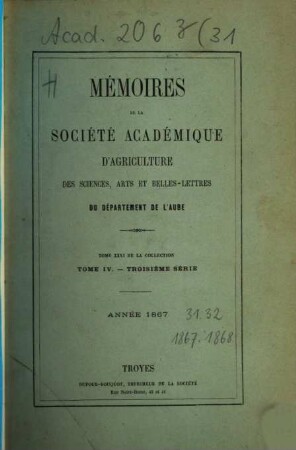 Acad. 206 8 (31
H
MÉMOIRES
DE LA
SOCIÉTÉ ACADÉMIQUE
D'AGRICULTURE
DES SCIENCES, ARTS ET BELLES-LETTRES
DU DÉPARTEMENT DE L'AUBE
TOME XXXI DE LA COLLECTION
TOME IV. — TROISIÈME SÉRIE
ANNÉE 1867
31.32
1867-1868
TROYES
DUFOUR-BOUQUOT, IMPRIMEUR DE LA SOCIÉTÉ